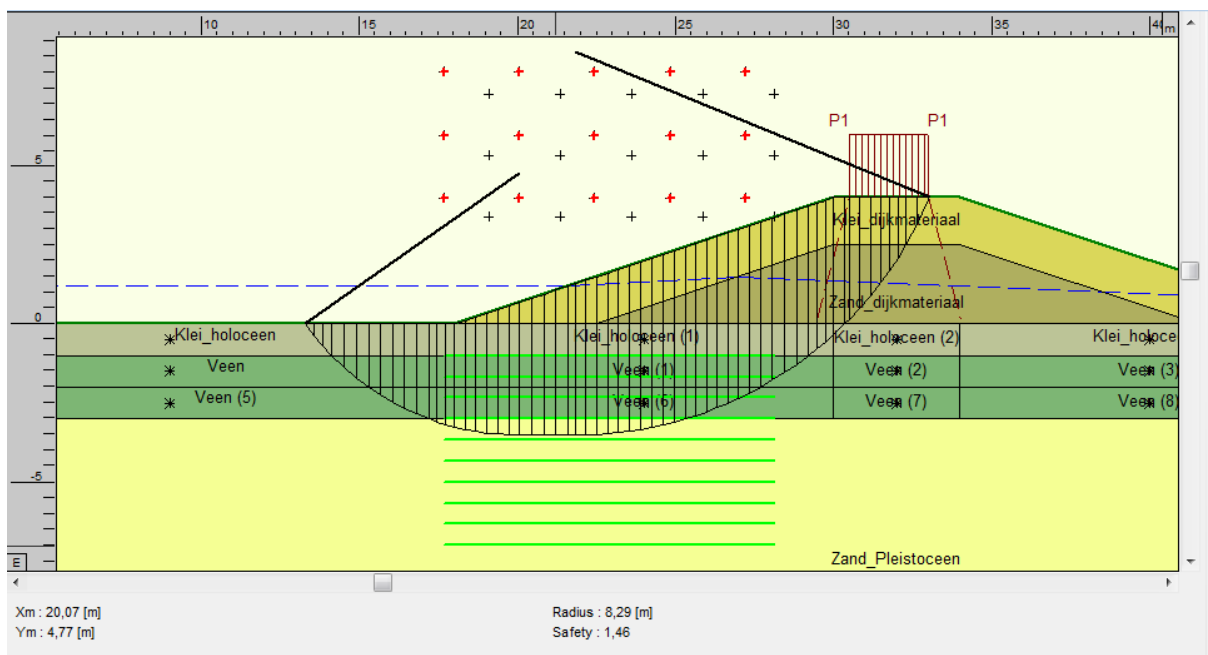 10 15 20 25 30 35 40 m
P1 P1
5
Klei_dijkmateriaal
Zand_dijkmateriaal
0
Klei_holoceen Klei_holoceen (1) Klei_holoceen (2) Klei_holoce
Veen Veen (1) Veen (2) Veen (3)
Veen (5) Veen (6) Veen (7) Veen (8)
-5
E Zand_Pleistoceen
Xm : 20,07 [m] Radius : 8,29 [m]
Ym : 4,77 [m] Safety : 1,46